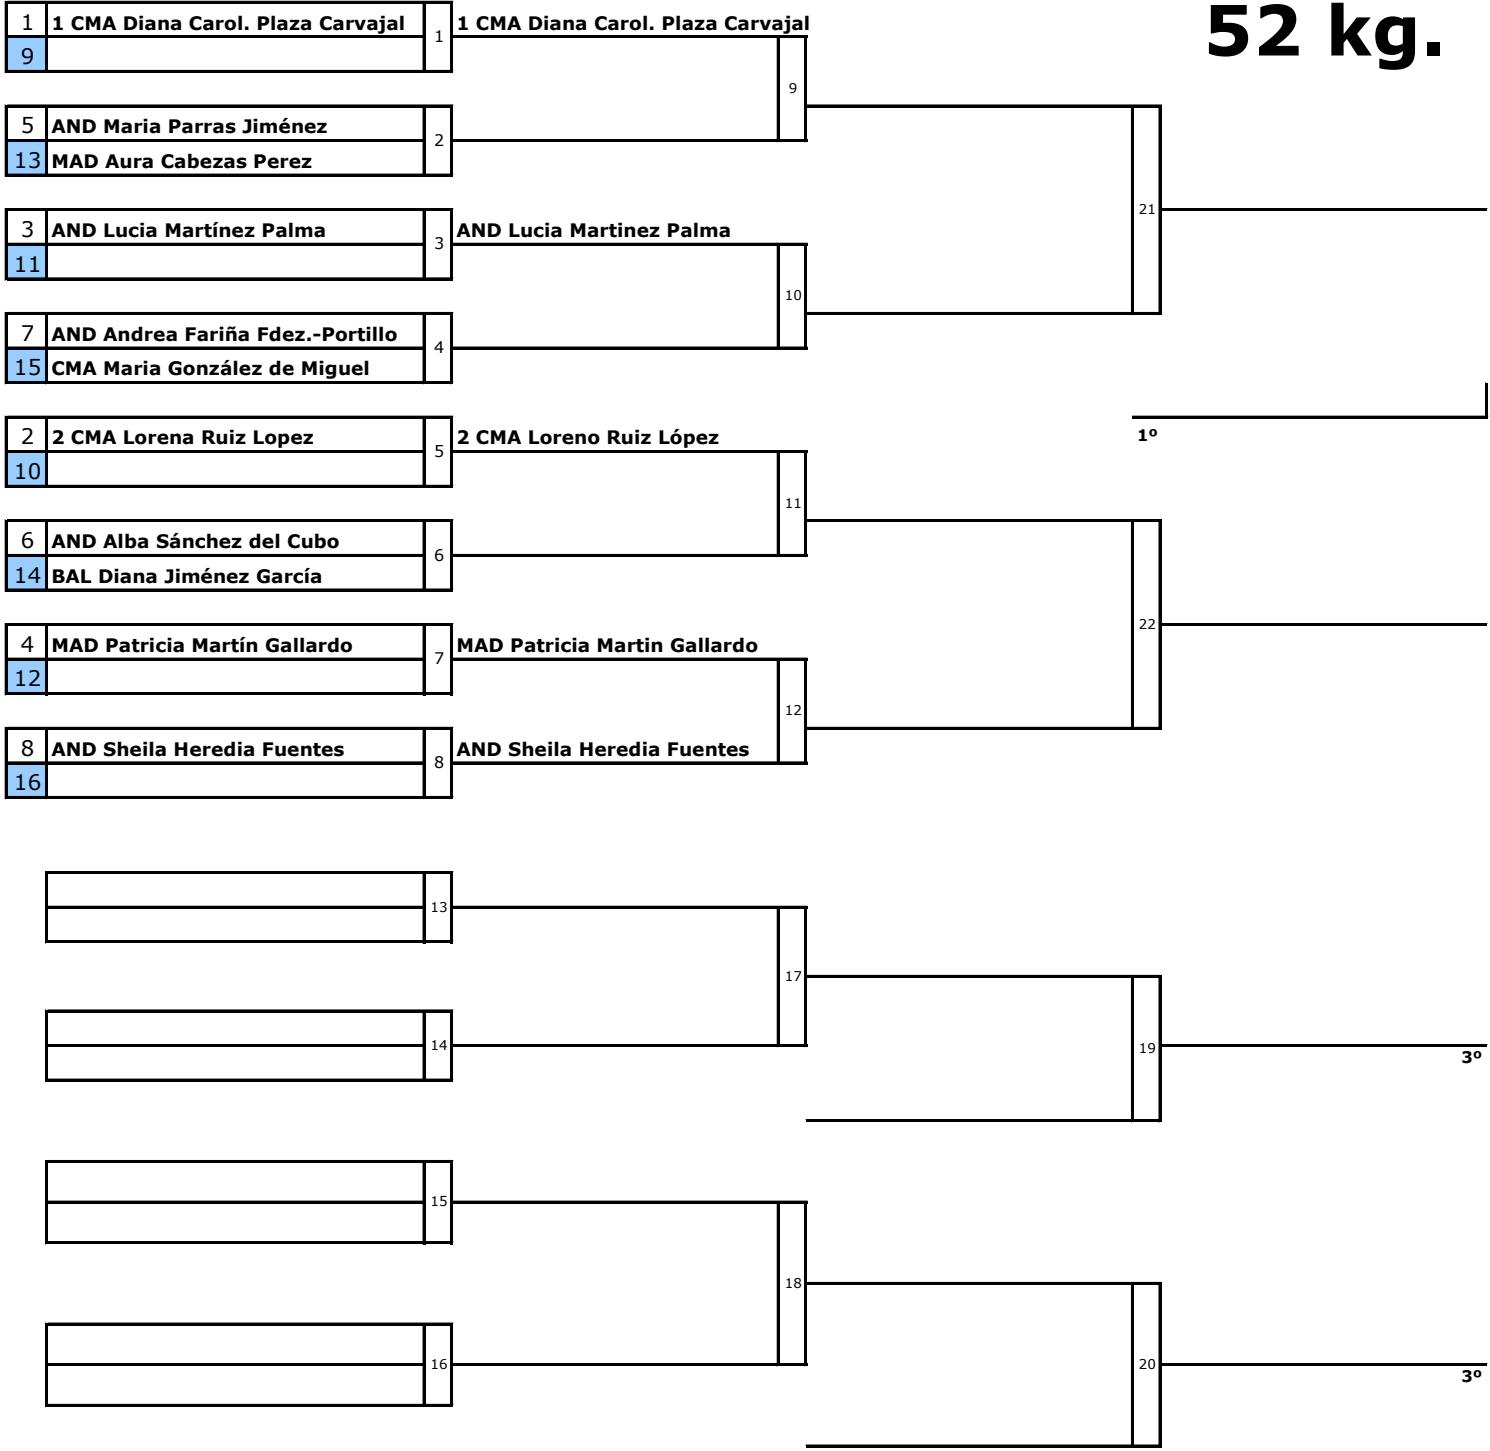 52 kg.
1 1 CMA Diana Carol. Plaza Carvajal 1 1 CMA Diana Carol. Plaza Carvajal
9
9
5 AND Maria Parras Jiménez 2
13 MAD Aura Cabezas Perez
21
3 AND Lucia Martínez Palma 3 AND Lucia Martinez Palma
11
10
7 AND Andrea Fariña Fdez.-Portillo 4
15 CMA Maria González de Miguel
1º
2 2 CMA Lorena Ruiz Lopez 5 2 CMA Loreno Ruiz López
10
11
6 AND Alba Sánchez del Cubo 6
14 BAL Diana Jiménez García
22
4 MAD Patricia Martín Gallardo 7 MAD Patricia Martin Gallardo
12
12
8 AND Sheila Heredia Fuentes 8 AND Sheila Heredia Fuentes
16
13
17
14
19
3º
15
18
16
20
3º